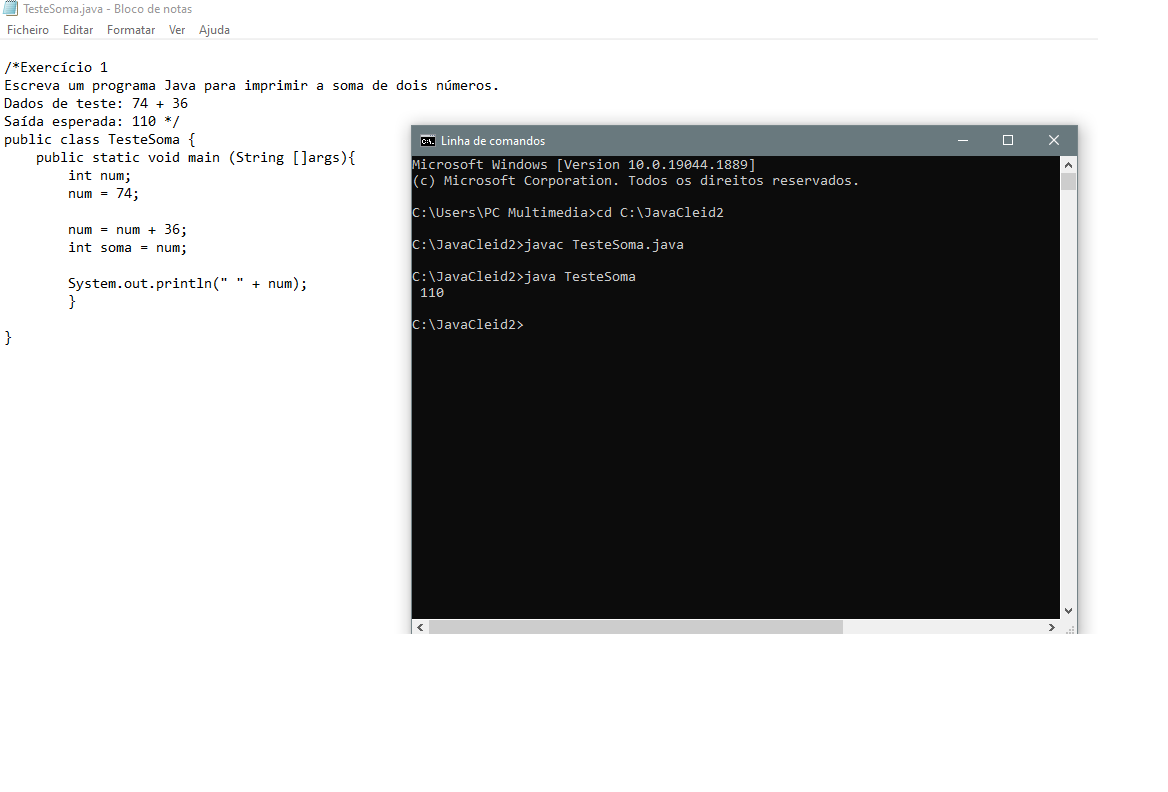 TesteSoma.java - Bloco de notas
Ficheiro Editar Formatar Ver Ajuda
/*Exercício 1
Escreva um programa Java para imprimir a soma de dois números.
Dados de teste: 74 + 36
Saída esperada: 110 */
public class TesteSoma {
    public static void main (String []args){
        int num;
        num = 74;
        num = num + 36;
        int soma = num;
        System.out.println(" " + num);
        }
}
Linha de comandos
Microsoft Windows [Version 10.0.19044.1889]
(c) Microsoft Corporation. Todos os direitos reservados.
C:\Users\PC Multimedia>cd C:\JavaCleid2
C:\JavaCleid2>javac TesteSoma.java
C:\JavaCleid2>java TesteSoma
 110
C:\JavaCleid2>